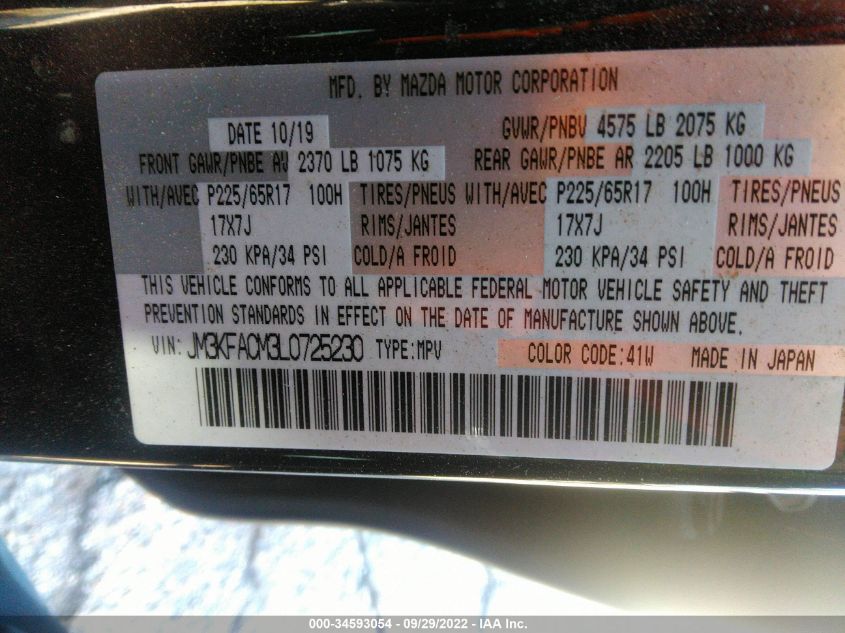 MFD. BY MAZDA MOTOR CORPORATION
DATE 10/19 GVWR/PNBV 4575 LB 2075 KG
FRONT GAWR/PNBE AV 2370 LB 1075 KG REAR GAWR/PNBE AR 2205 LB 1000 KG
WITH/AVEC P225/65R17 100H TIRES/PNEUS WITH/AVEC P225/65R17 100H TIRES/PNEUS
17X7J RIMS/JANTES 17X7J RIMS/JANTES
230 KPA/34 PSI COLD/A FROID 230 KPA/34 PSI COLD/A FROID
THIS VEHICLE CONFORMS TO ALL APPLICABLE FEDERAL MOTOR VEHICLE SAFETY AND THEFT
PREVENTION STANDARDS IN EFFECT ON THE DATE OF MANUFACTURE SHOWN ABOVE.
VIN: JM3KFACM3L0725230 TYPE:MPV COLOR CODE:41W MADE IN JAPAN
000-34593054 - 09/29/2022 - IAA Inc.